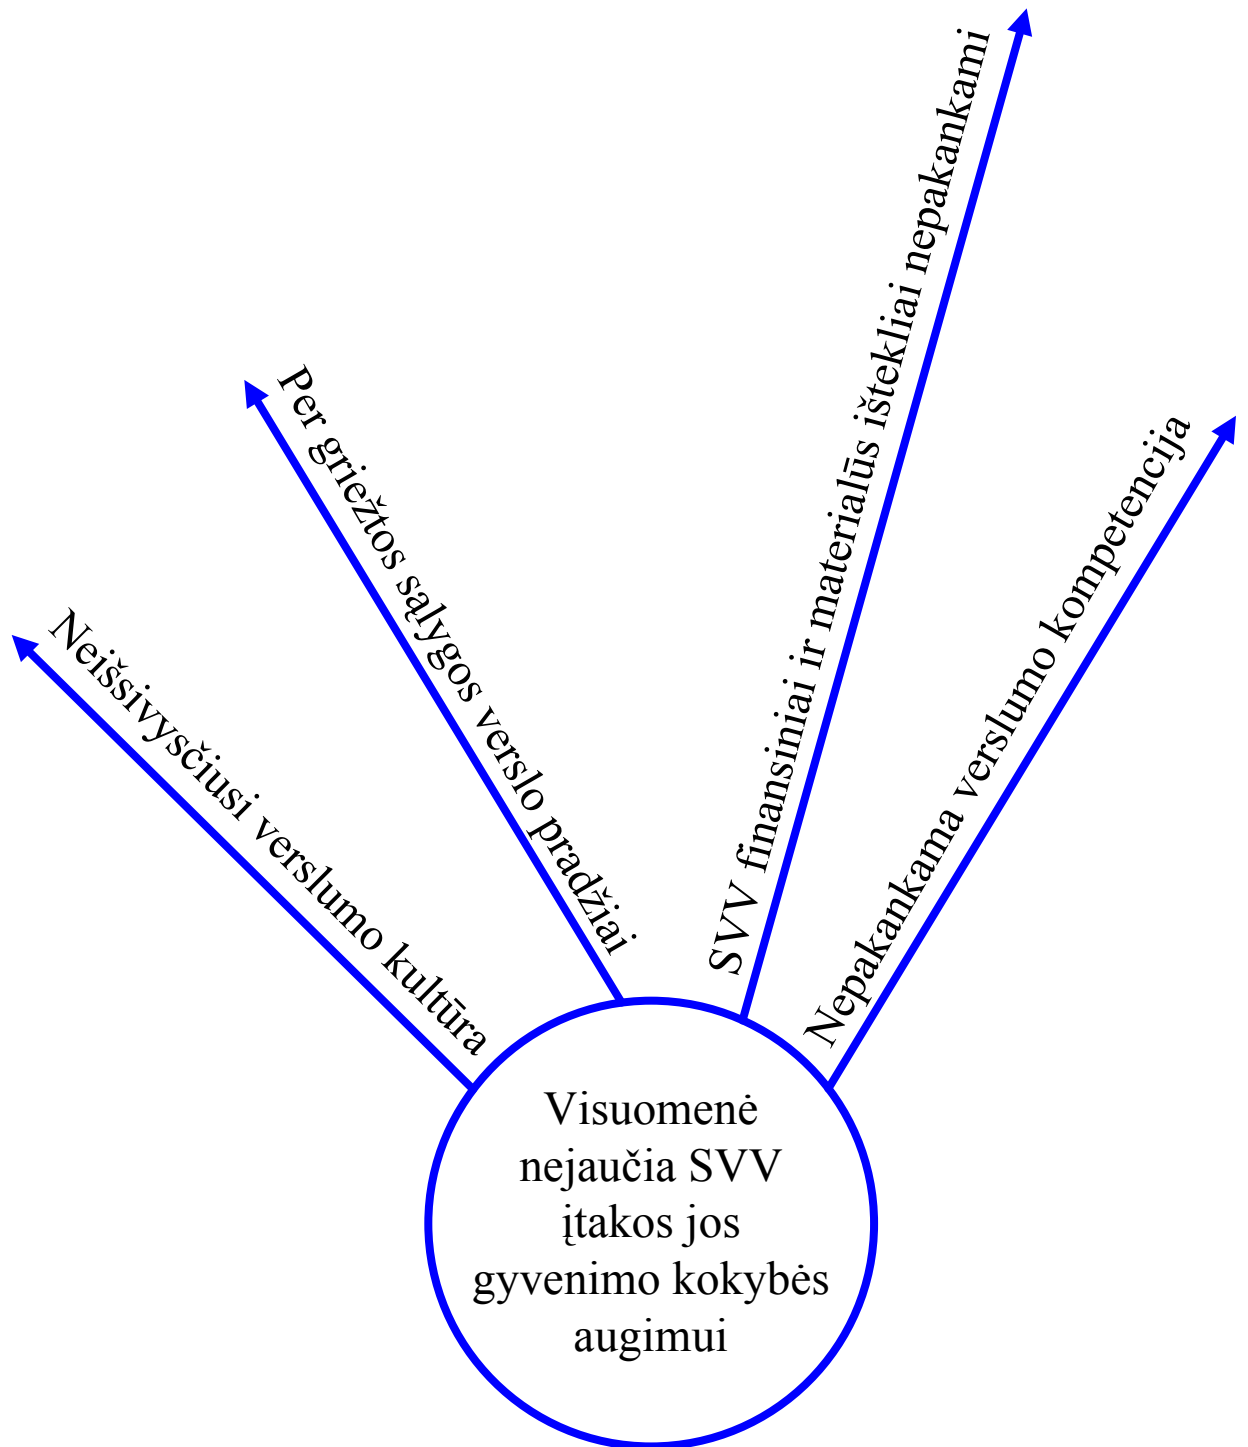 Neišsivysčiusi verslumo kultūra
Per griežtos sąlygos verslo pradžiai
SVV finansiniai ir materialūs ištekliai nepakankami
Nepakankama verslumo kompetencija
Visuomenė
nejaučia SVV
įtakos jos
gyvenimo kokybės
augimui